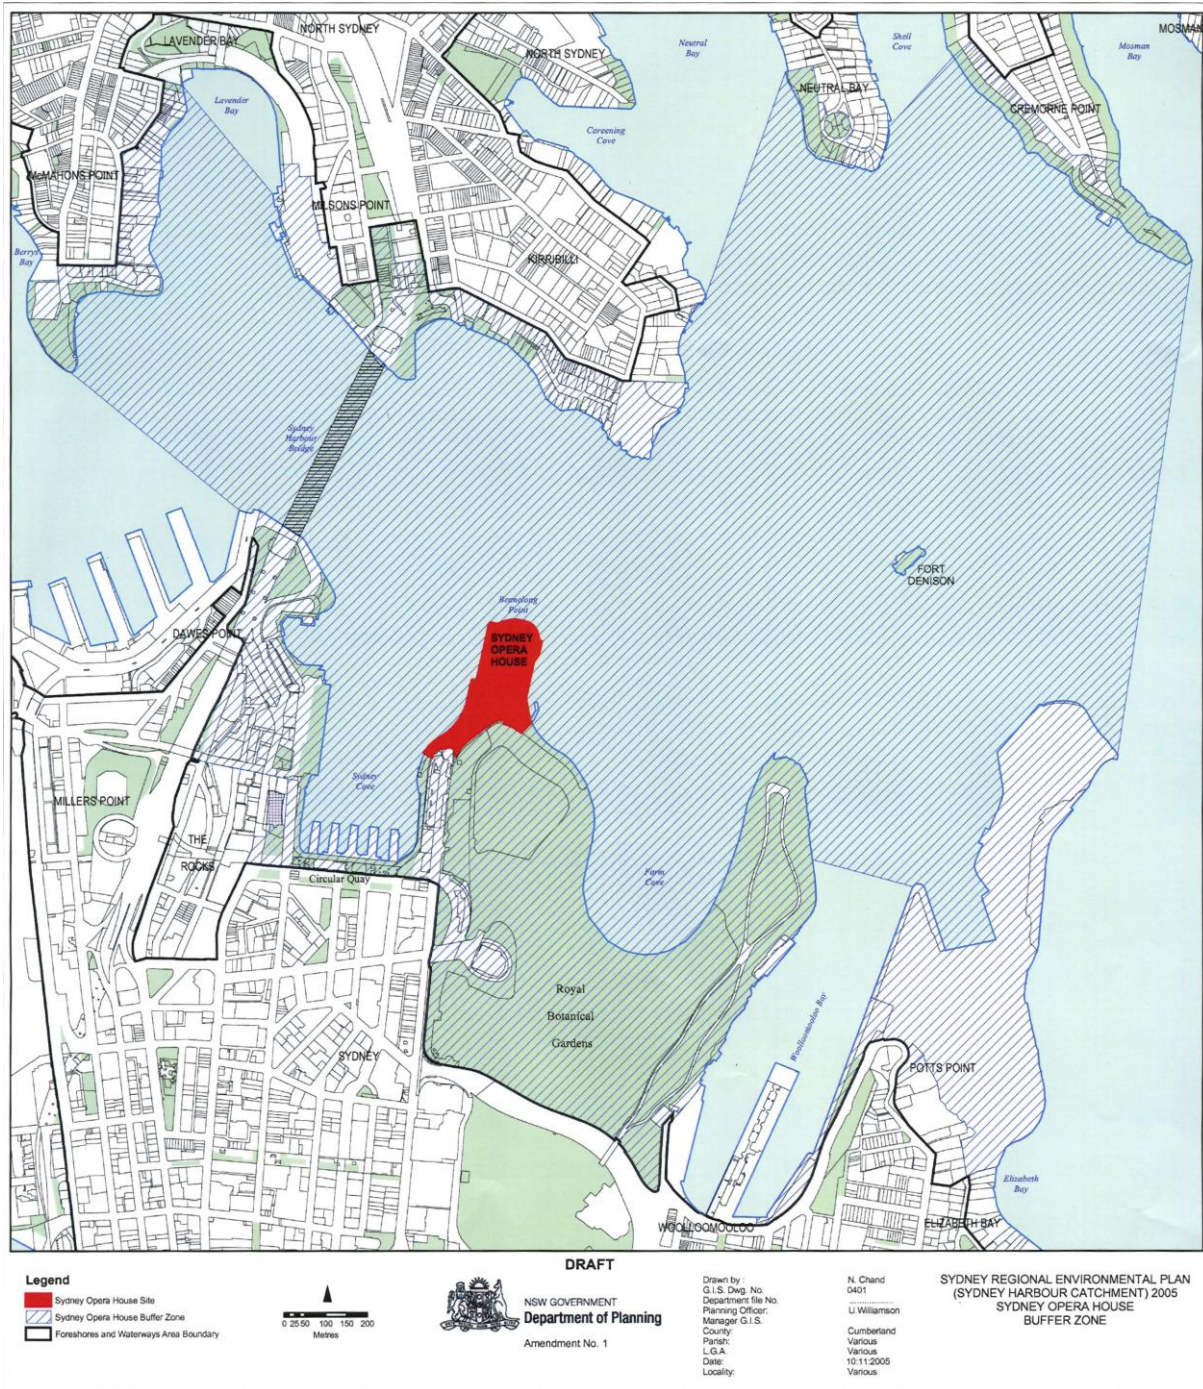 LAVENDER BAY
NORTH SYDNEY
NORTH SYDNEY
Neutral
Bay
Shell
Cove
MOSMAN
Mosman
Bay
NEUTRAL BAY
CREMORNE POINT
Lavender
Bay
Careening
Cove
McMAHONS POINT
MILSONS POINT
Berrys
Bay
KIRRIBILLI
Sydney
Harbour
Bridge
FORT
DENISON
Bennelong
Point
SYDNEY
OPERA
HOUSE
DAWES POINT
Sydney
Cove
MILLERS POINT
THE
ROCKS
Circular Quay
Farm
Cove
Royal
Botanical
Gardens
Woolloomooloo Bay
SYDNEY
POTTS POINT
Elizabeth
Bay
WOOLLOOMOOLOO
ELIZABETH BAY
DRAFT
Legend
Sydney Opera House Site
Sydney Opera House Buffer Zone
Foreshores and Waterways Area Boundary
0 25 50 100 150 200
Metres
NSW GOVERNMENT
Department of Planning
Amendment No. 1
Drawn by : N. Chand
G.I.S. Dwg. No. 0401
Department file No. ..............
Planning Officer: U.Williamson
Manager G.I.S.
County: Cumberland
Parish: Various
L.G.A. Various
Date: 10:11:2005
Locality: Various
SYDNEY REGIONAL ENVIRONMENTAL PLAN
(SYDNEY HARBOUR CATCHMENT) 2005
SYDNEY OPERA HOUSE
BUFFER ZONE